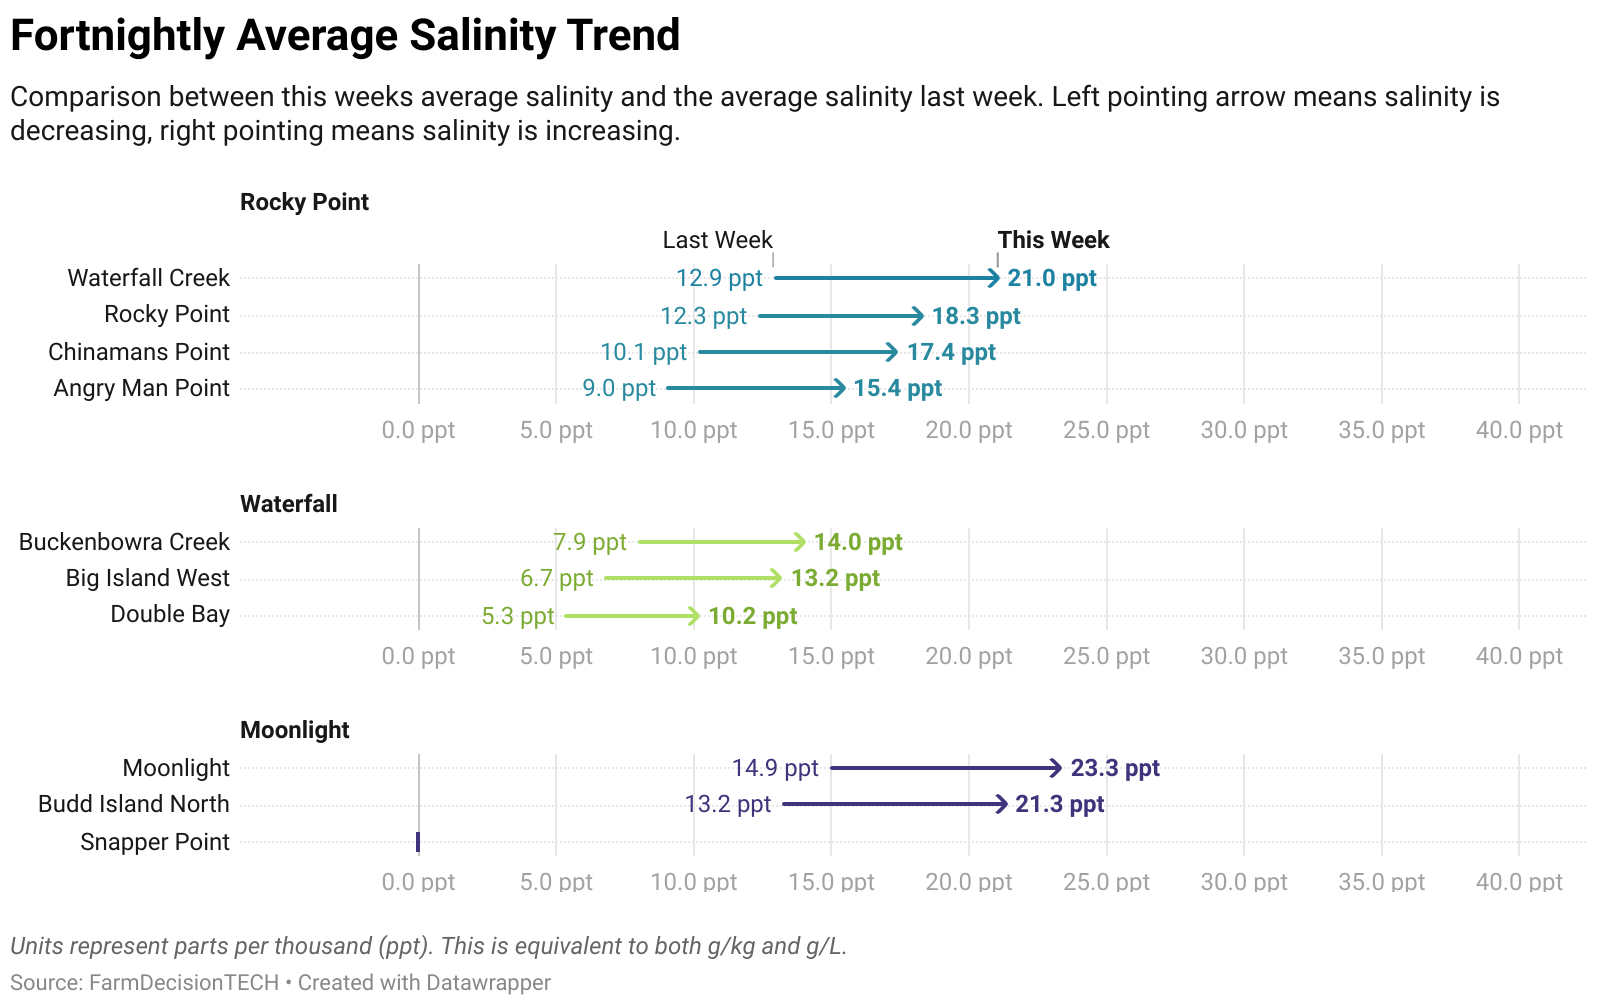 Fortnightly Average Salinity Trend
Comparison between this weeks average salinity and the average salinity last week. Left pointing arrow means salinity is
decreasing, right pointing means salinity is increasing.
Rocky Point
Last Week This Week
Waterfall Creek 12.9 ppt 21.0 ppt
Rocky Point 12.3 ppt 18.3 ppt
Chinamans Point 10.1 ppt 17.4 ppt
Angry Man Point 9.0 ppt 15.4 ppt
0.0 ppt 5.0 ppt 10.0 ppt 15.0 ppt 20.0 ppt 25.0 ppt 30.0 ppt 35.0 ppt 40.0 ppt
Waterfall
Buckenbowra Creek 7.9 ppt 14.0 ppt
Big Island West 6.7 ppt 13.2 ppt
Double Bay 5.3 ppt 10.2 ppt
0.0 ppt 5.0 ppt 10.0 ppt 15.0 ppt 20.0 ppt 25.0 ppt 30.0 ppt 35.0 ppt 40.0 ppt
Moonlight
Moonlight 14.9 ppt 23.3 ppt
Budd Island North 13.2 ppt 21.3 ppt
Snapper Point
0.0 ppt 5.0 ppt 10.0 ppt 15.0 ppt 20.0 ppt 25.0 ppt 30.0 ppt 35.0 ppt 40.0 ppt
Units represent parts per thousand (ppt). This is equivalent to both g/kg and g/L.
Source: FarmDecisionTECH • Created with Datawrapper